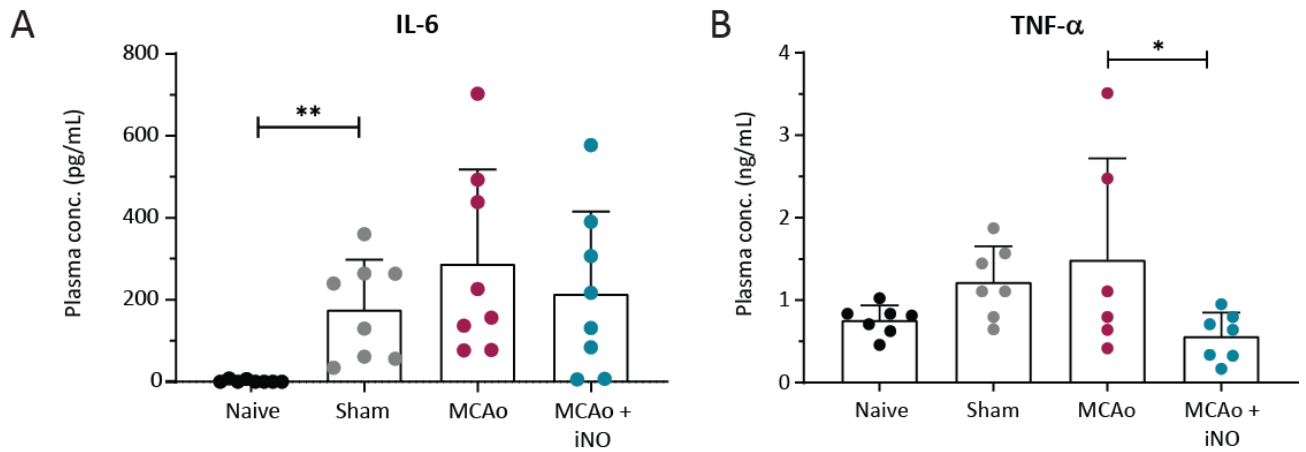 A
IL-6
Plasma conc. (pg/mL)
800
600
400
200
0
**
Naive
Sham
MCAo
MCAo +
iNO
B
TNF-α
Plasma conc. (ng/mL)
4
3
2
1
0
*
Naive
Sham
MCAo
MCAo +
iNO